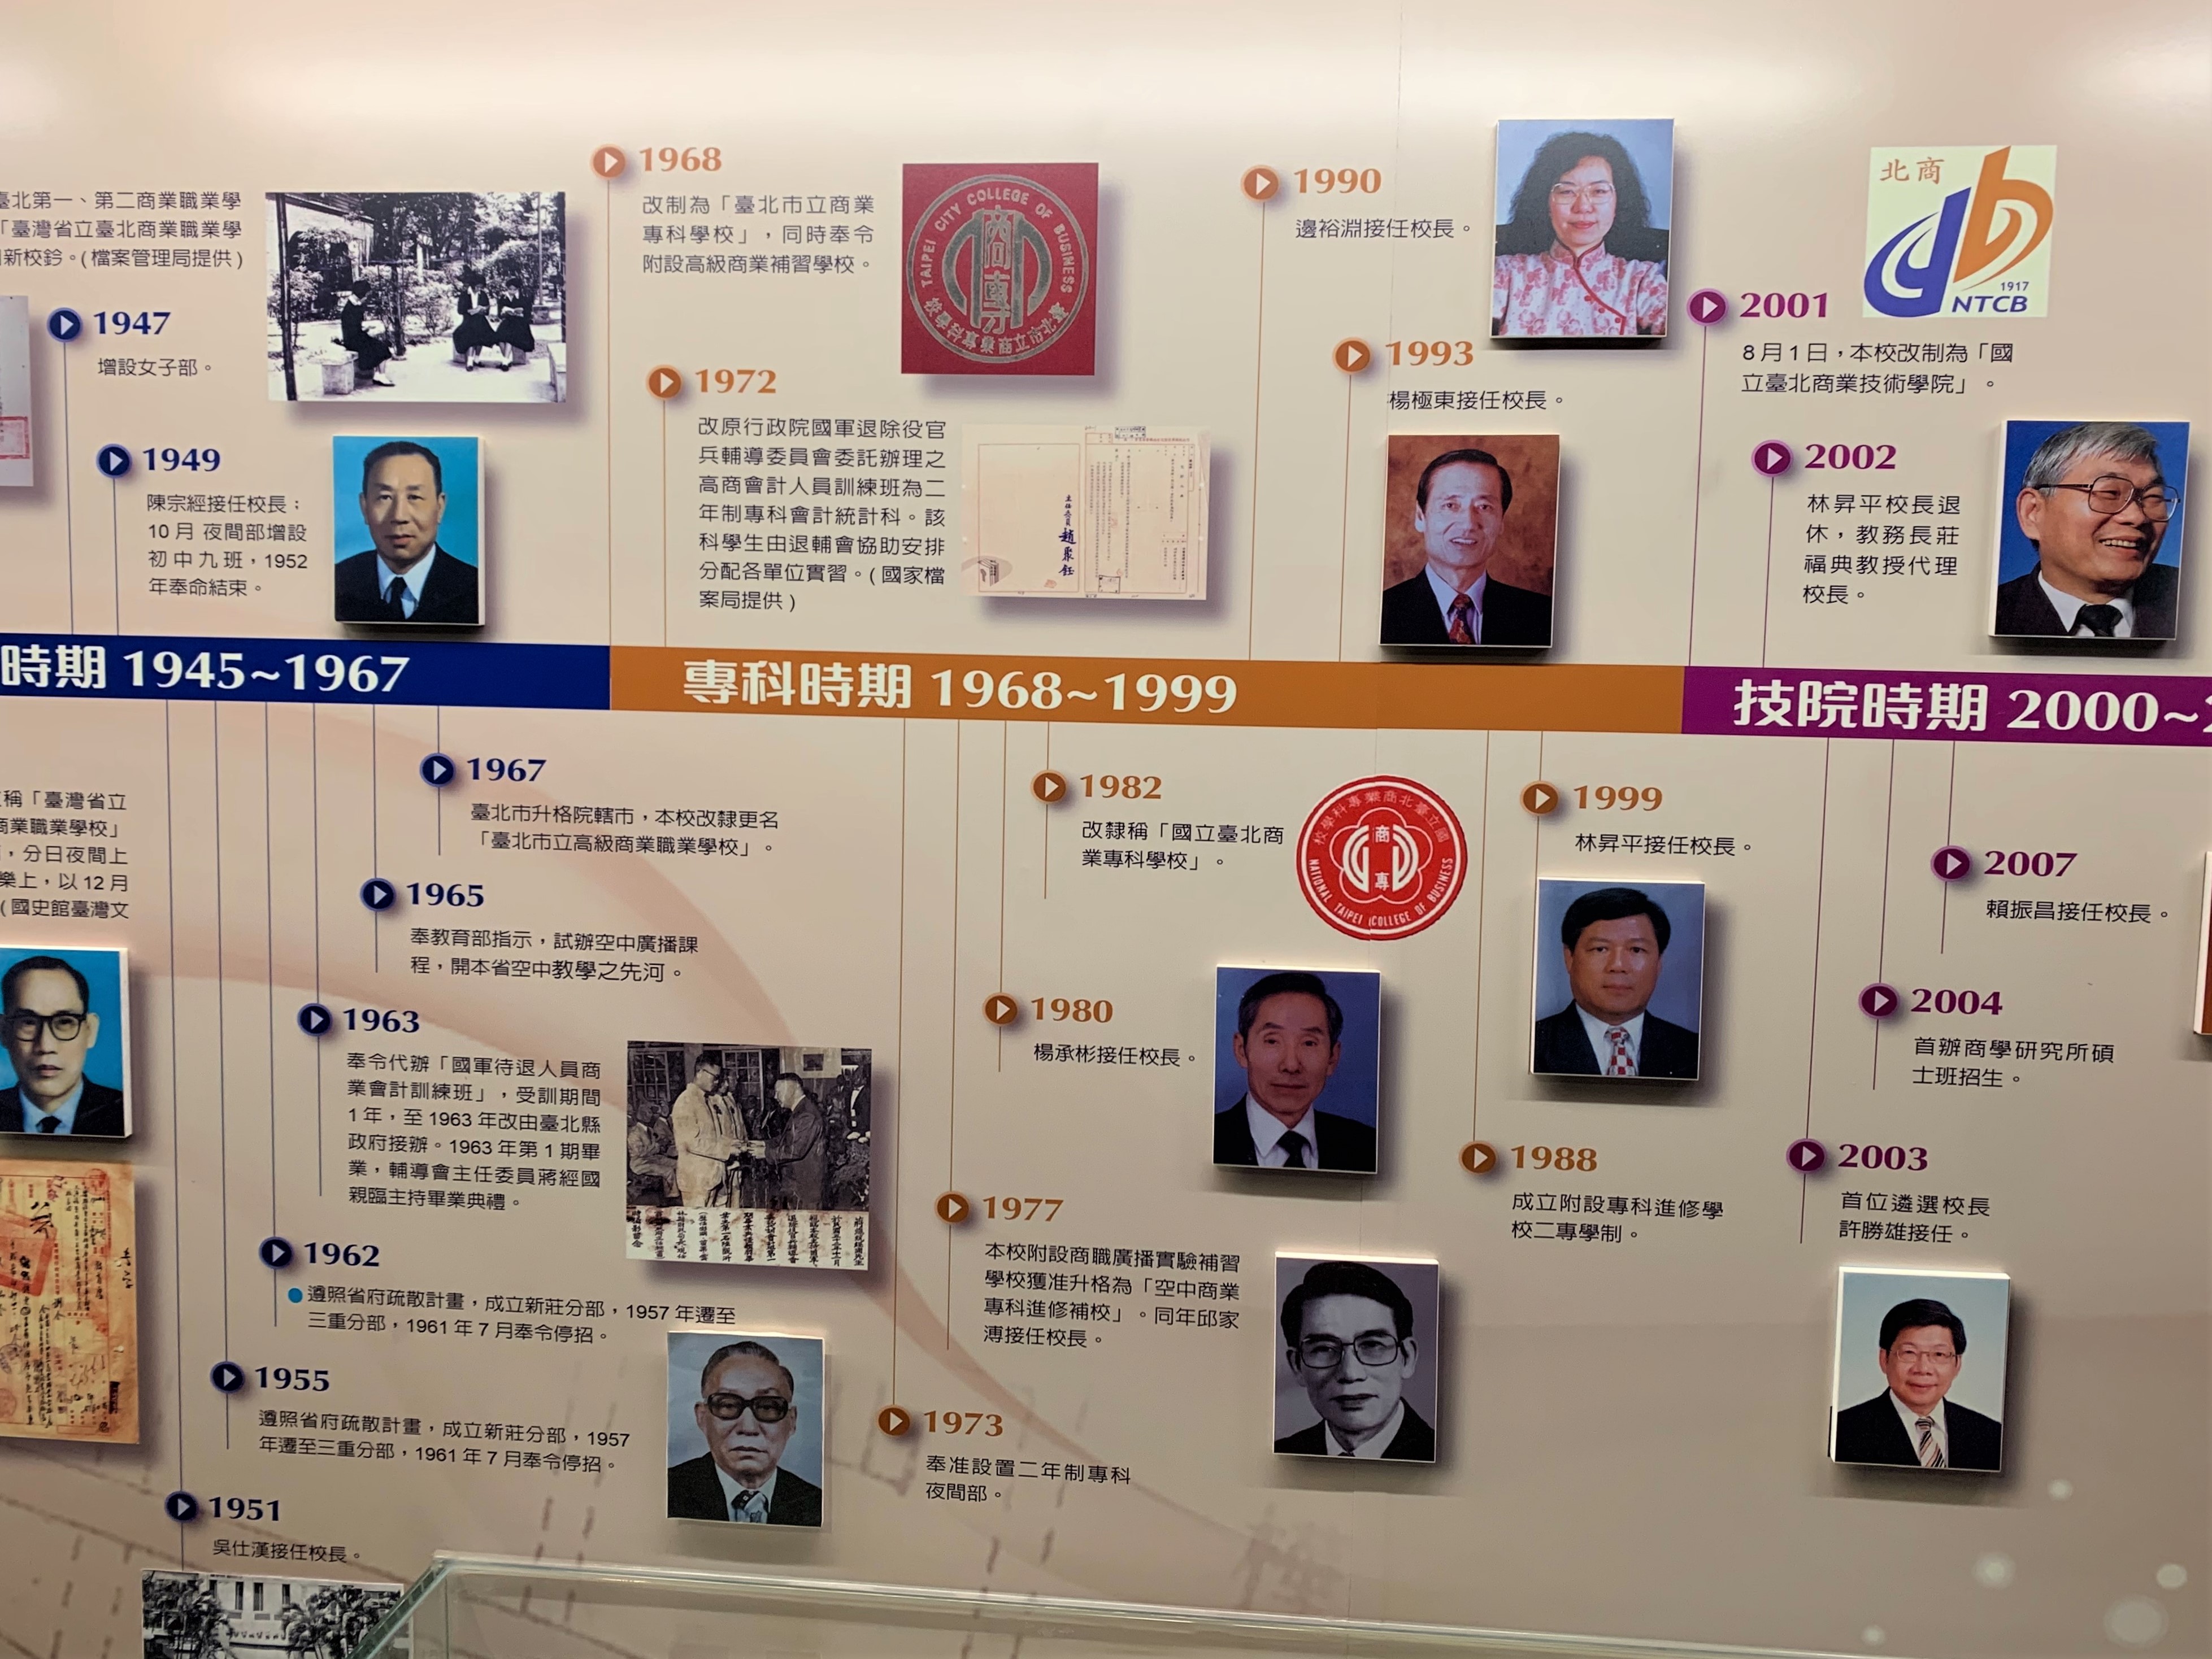 臺北第一、第二商業職業學
「臺灣省立臺北商業職業學
新校鈐。(檔案管理局提供)
1947
增設女子部。
1949
陳宗經接任校長；
10月 夜間部增設
初中九班，1952
年奉命結束。
1968
改制為「臺北市立商業
專科學校」，同時奉令
附設高級商業補習學校。
TAIPEI CITY COLLEGE OF BUSINESS
商專
臺北市立商業專科學校
1972
改原行政院國軍退除役官
兵輔導委員會委託辦理之
高商會計人員訓練班為二
年制專科會計統計科。該
科學生由退輔會協助安排
分配各單位實習。(國家檔
案局提供)
主任委員 趙聚鈺
1990
邊裕淵接任校長。
1993
楊極東接任校長。
北商
1917
NTCB
2001
8月1日，本校改制為「國
立臺北商業技術學院」。
2002
林昇平校長退
休，教務長莊
福典教授代理
校長。
時期 1945~1967
專科時期 1968~1999
技院時期 2000~
稱「臺灣省立
商業職業學校」
，分日夜間上
樂上，以12月
(國史館臺灣文
1967
臺北市升格院轄市，本校改隸更名
「臺北市立高級商業職業學校」。
1965
奉教育部指示，試辦空中廣播課
程，開本省空中教學之先河。
1963
奉令代辦「國軍待退人員商
業會計訓練班」，受訓期間
1年，至1963年改由臺北縣
政府接辦。1963年第1期畢
業，輔導會主任委員蔣經國
親臨主持畢業典禮。
1962
遵照省府疏散計畫，成立新莊分部，1957年遷至
三重分部，1961年7月奉令停招。
1955
遵照省府疏散計畫，成立新莊分部，1957
年遷至三重分部，1961年7月奉令停招。
1951
吳仕漢接任校長。
1982
改隸稱「國立臺北商
業專科學校」。
國立臺北商業專科學校
商專
NATIONAL TAIPEI COLLEGE OF BUSINESS
1980
楊承彬接任校長。
1977
本校附設商職廣播實驗補習
學校獲准升格為「空中商業
專科進修補校」。同年邱家
溥接任校長。
1973
奉准設置二年制專科
夜間部。
1999
林昇平接任校長。
1988
成立附設專科進修學
校二專學制。
2007
賴振昌接任校長。
2004
首辦商學研究所碩
士班招生。
2003
首位遴選校長
許勝雄接任。